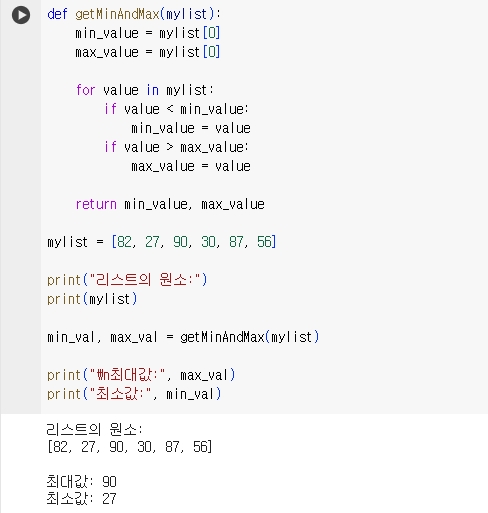 def getMinAndMax(mylist):
    min_value = mylist[0]
    max_value = mylist[0]

    for value in mylist:
        if value < min_value:
            min_value = value
        if value > max_value:
            max_value = value

    return min_value, max_value

mylist = [82, 27, 90, 30, 87, 56]

print("리스트의 원소:")
print(mylist)

min_val, max_val = getMinAndMax(mylist)

print("₩n최대값:", max_val)
print("최소값:", min_val)

리스트의 원소:
[82, 27, 90, 30, 87, 56]

최대값: 90
최소값: 27